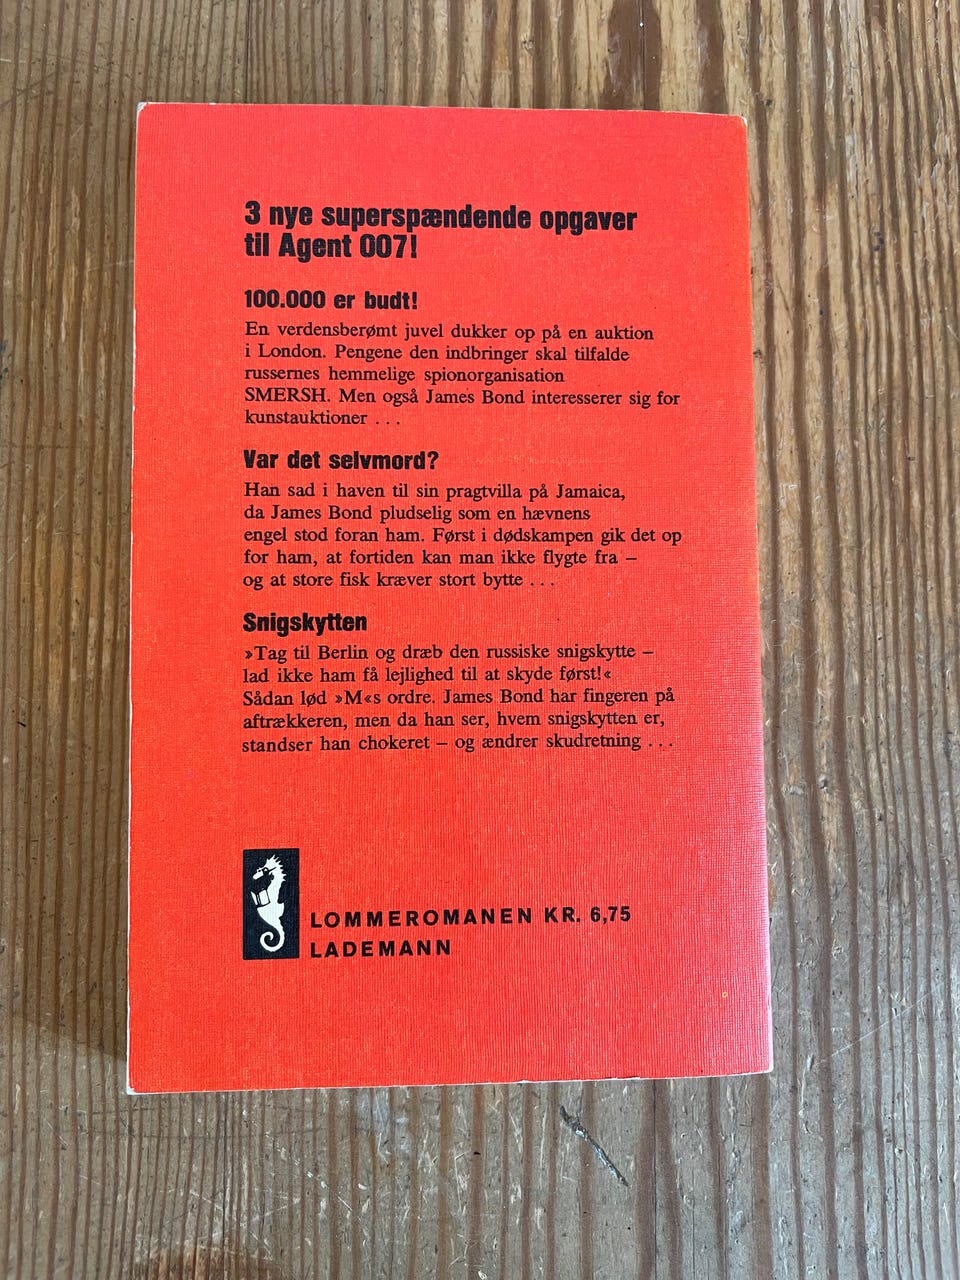 3 nye superspændende opgaver
til Agent 007!
100.000 er budt!
En verdensberømt juvel dukker op på en auktion
i London. Pengene den indbringer skal tilfalde
russernes hemmelige spionorganisation
SMERSH. Men også James Bond interesserer sig for
kunstauktioner . . .
Var det selvmord?
Han sad i haven til sin pragtvilla på Jamaica,
da James Bond pludselig som en hævnens
engel stod foran ham. Først i dødskampen gik det op
for ham, at fortiden kan man ikke flygte fra –
og at store fisk kræver stort bytte . . .
Snigskytten
»Tag til Berlin og dræb den russiske snigskytte –
lad ikke ham få lejlighed til at skyde først!«
Sådan lød »M«s ordre. James Bond har fingeren på
aftrækkeren, men da han ser, hvem snigskytten er,
standser han chokeret – og ændrer skudretning . . .
LOMMEROMANEN KR. 6,75
LADEMANN